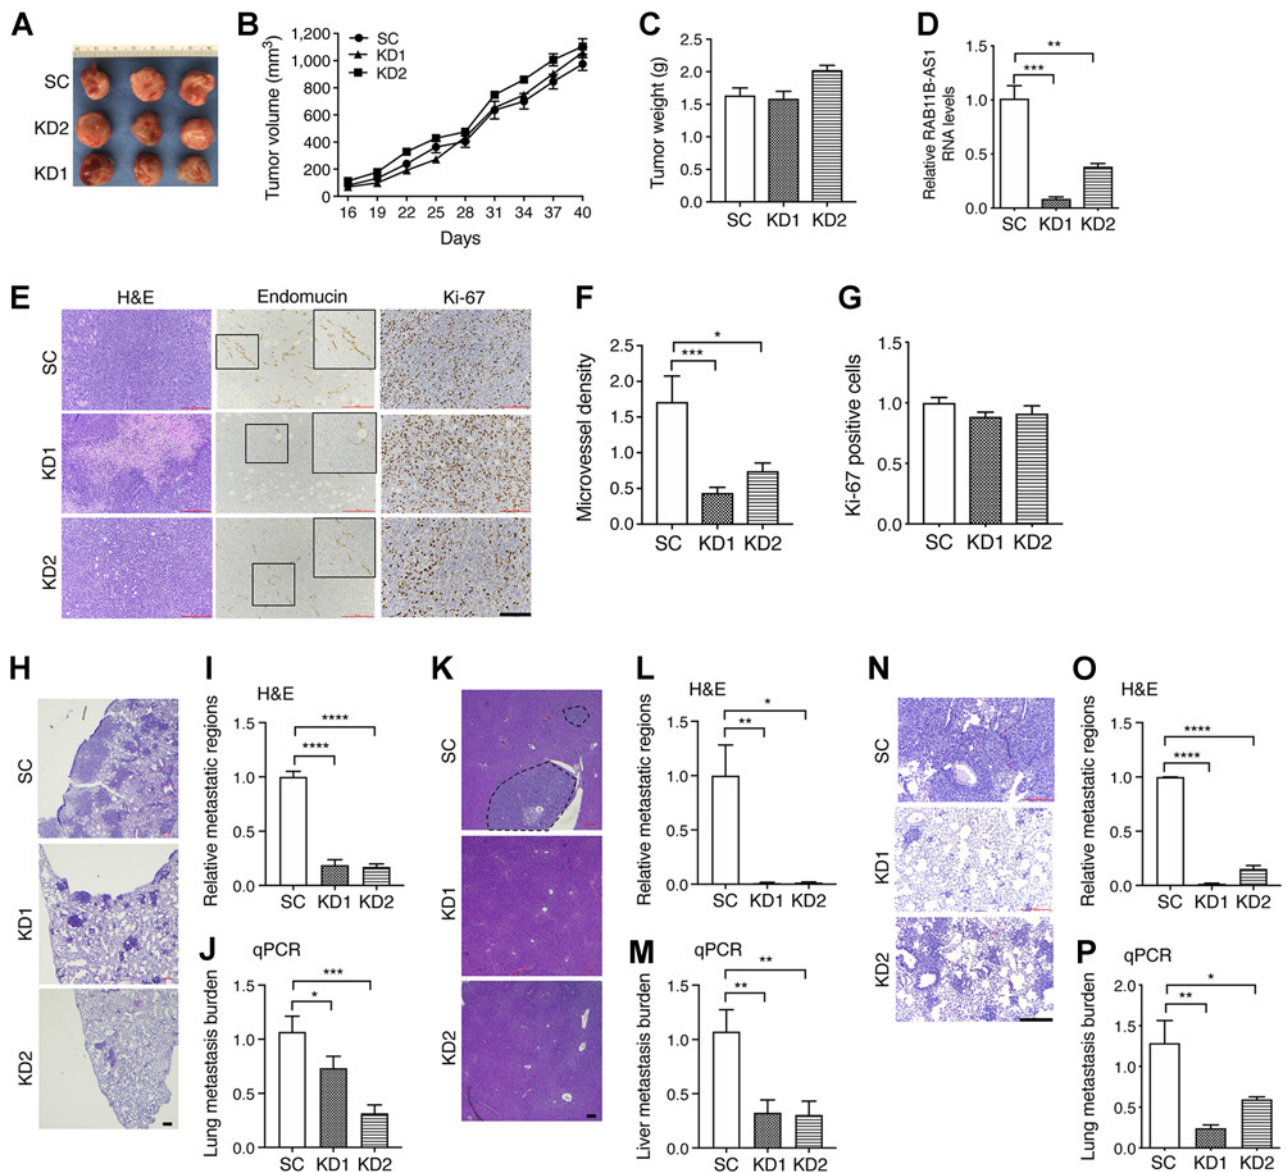 A
SC
KD2
KD1
B
Tumor volume (mm³)
1,200
1,000
800
600
400
200
0
SC
KD1
KD2
16 19 22 25 28 31 34 37 40
Days
C
Tumor weight (g)
2.5
2.0
1.5
1.0
0.5
0.0
SC KD1 KD2
D
Relative RAB11B-AS1
RNA levels
1.5
1.0
0.5
0.0
***
**
SC KD1 KD2
E
H&E Endomucin Ki-67
SC
KD1
KD2
F
Microvessel density
2.5
2.0
1.5
1.0
0.5
0.0
*
***
SC KD1 KD2
G
Ki-67 positive cells
1.5
1.0
0.5
0.0
SC KD1 KD2
H
SC
KD1
KD2
I
H&E
Relative metastatic regions
1.5
1.0
0.5
0.0
****
****
SC KD1 KD2
J
qPCR
Lung metastasis burden
1.5
1.0
0.5
0.0
***
*
SC KD1 KD2
K
SC
KD1
KD2
L
H&E
Relative metastatic regions
1.5
1.0
0.5
0.0
*
**
SC KD1 KD2
M
qPCR
Liver metastasis burden
1.5
1.0
0.5
0.0
**
**
SC KD1 KD2
N
SC
KD1
KD2
O
H&E
Relative metastatic regions
1.5
1.0
0.5
0.0
****
****
SC KD1 KD2
P
qPCR
Lung metastasis burden
2.0
1.5
1.0
0.5
0.0
*
**
SC KD1 KD2